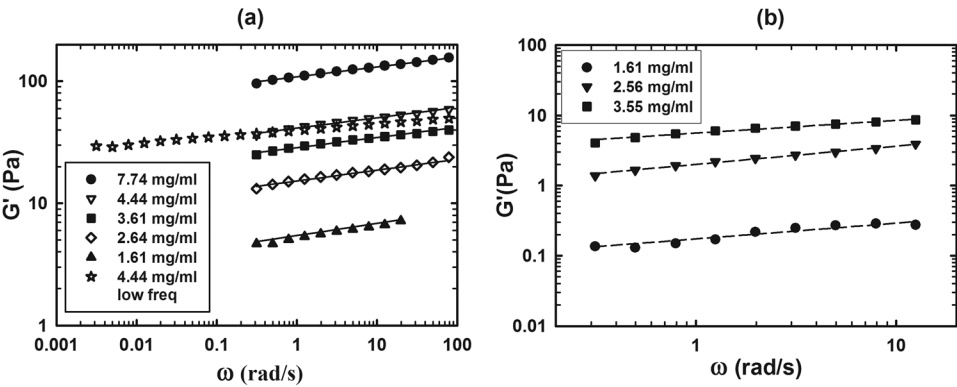 (a)
G' (Pa)
100
10
1
7.74 mg/ml
4.44 mg/ml
3.61 mg/ml
2.64 mg/ml
1.61 mg/ml
4.44 mg/ml
low freq
0.001
0.01
0.1
1
10
100
ω (rad/s)
(b)
G'(Pa)
100
10
1
0.1
0.01
1.61 mg/ml
2.56 mg/ml
3.55 mg/ml
1
10
ω (rad/s)